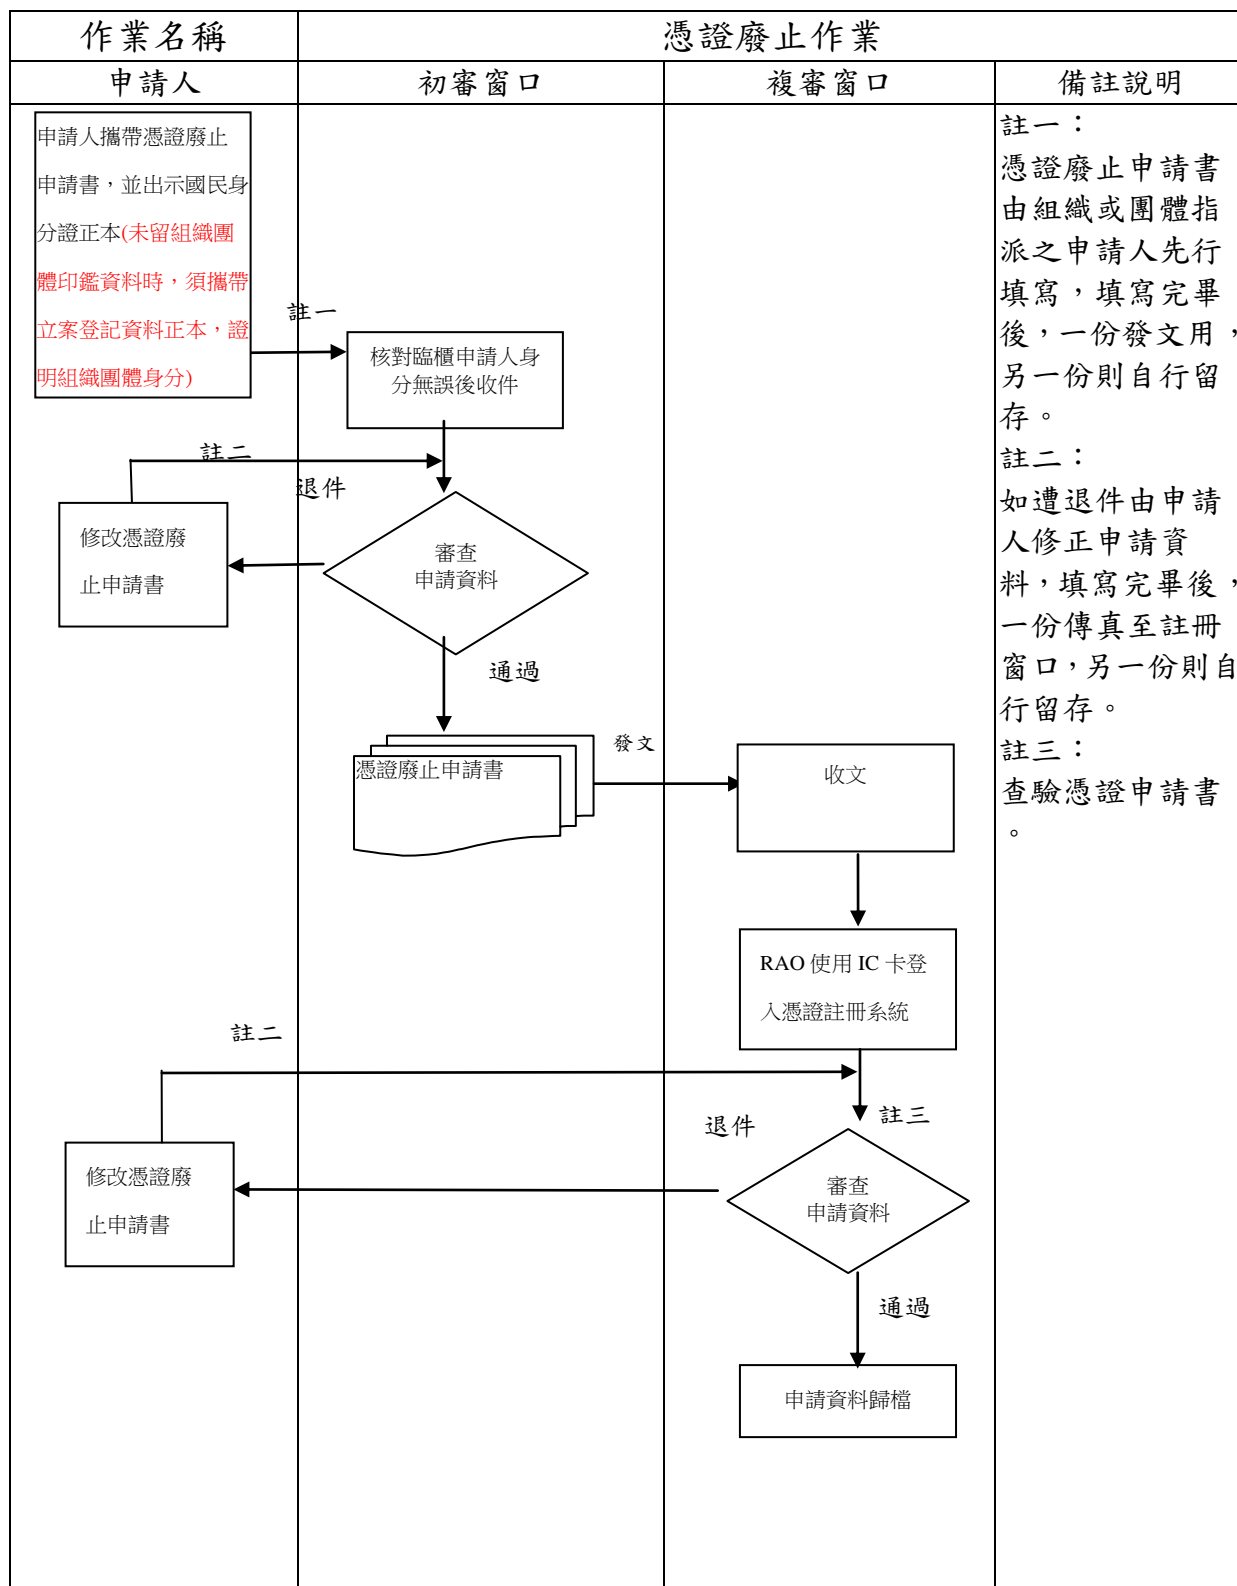 作業名稱
憑證廢止作業
申請人
初審窗口
複審窗口
備註說明
申請人攜帶憑證廢止
申請書，並出示國民身
分證正本(未留組織團
體印鑑資料時，須攜帶
立案登記資料正本，證
明組織團體身分)
註一
核對臨櫃申請人身
分無誤後收件
註二
退件
修改憑證廢
止申請書
審查
申請資料
通過
憑證廢止申請書
發文
收文
RAO 使用 IC 卡登
入憑證註冊系統
註二
退件
註三
修改憑證廢
止申請書
審查
申請資料
通過
申請資料歸檔
註一：
憑證廢止申請書
由組織或團體指
派之申請人先行
填寫，填寫完畢
後，一份發文用，
另一份則自行留
存。
註二：
如遭退件由申請
人修正申請資
料，填寫完畢後，
一份傳真至註冊
窗口，另一份則自
行留存。
註三：
查驗憑證申請書
。